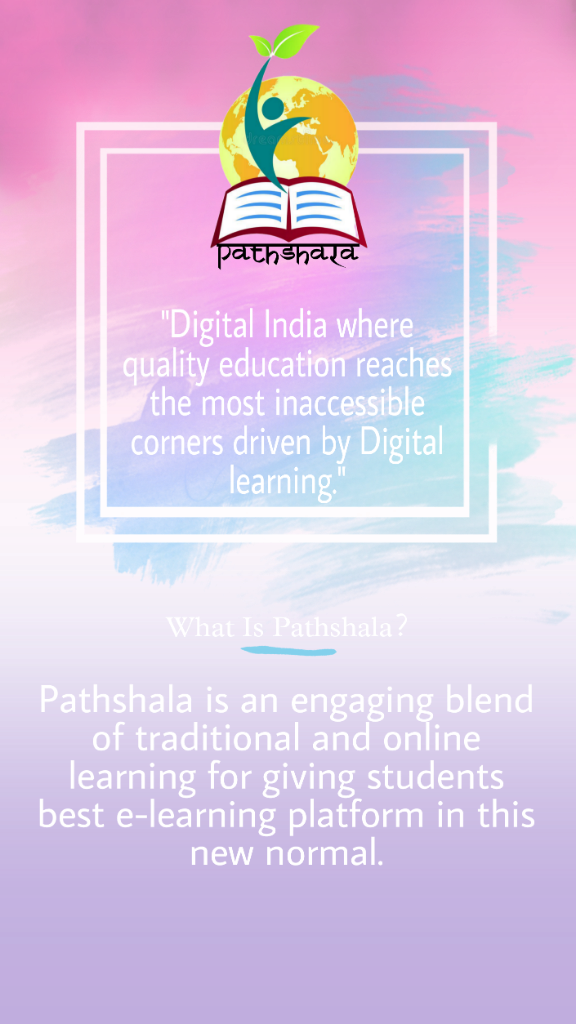 Pathshala
"Digital India where
quality education reaches
the most inaccessible
corners driven by Digital
learning."
What Is Pathshala?
Pathshala is an engaging blend
of traditional and online
learning for giving students
best e-learning platform in this
new normal.